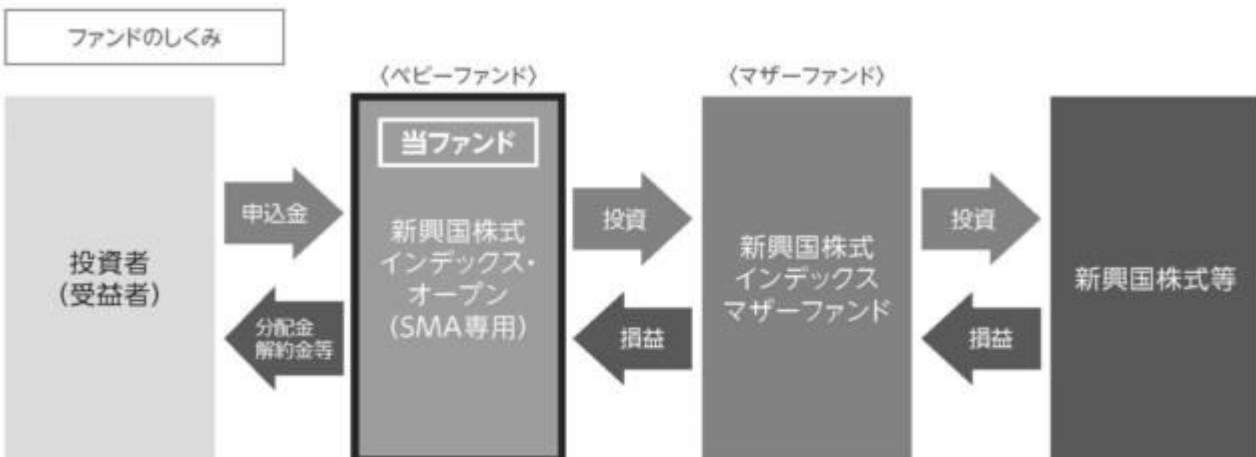 ファンドのしくみ
〈ベビーファンド〉
〈マザーファンド〉
投資者
（受益者）
申込金
分配金
解約金等
当ファンド
新興国株式
インデックス・
オープン
（SMA専用）
投資
損益
新興国株式
インデックス
マザーファンド
投資
損益
新興国株式等